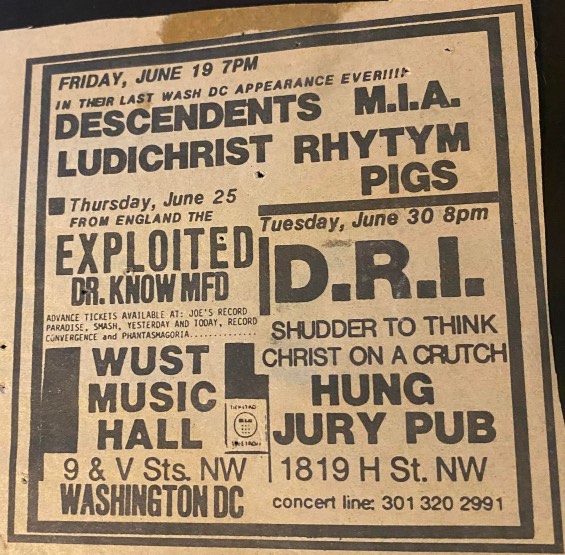 FRIDAY, JUNE 19 7PM
IN THEIR LAST WASH DC APPEARANCE EVER!!!!
DESCENDENTS M.I.A.
LUDICHRIST RHYTYM
PIGS
Thursday, June 25
FROM ENGLAND THE
EXPLOITED
DR. KNOW MFD
ADVANCE TICKETS AVAILABLE AT: JOE'S RECORD
PARADISE, SMASH, YESTERDAY AND TODAY, RECORD
CONVERGENCE and PHANTASMAGORIA..............
WUST
MUSIC
HALL
9 & V Sts. NW
WASHINGTON DC
Tuesday, June 30 8pm
D.R.I.
SHUDDER TO THINK
CHRIST ON A CRUTCH
HUNG
JURY PUB
1819 H St. NW
concert line: 301 320 2991